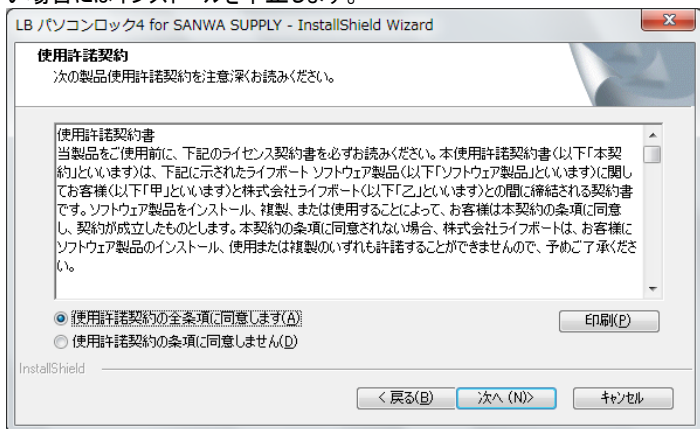 い場合にはインストールを中止します。
LB パソコンロック4 for SANWA SUPPLY - InstallShield Wizard
使用許諾契約
次の製品使用許諾契約を注意深くお読みください。
使用許諾契約書
当製品をご使用前に、下記のライセンス契約書を必ずお読みください。本使用許諾契約書(以下「本契
約」といいます)は、下記に示されたライフボート ソフトウェア製品(以下「ソフトウェア製品」といいます)に関し
てお客様(以下「甲」といいます)と株式会社ライフボート(以下「乙」といいます)との間に締結される契約書
です。ソフトウェア製品をインストール、複製、または使用することによって、お客様は本契約の条項に同意
し、契約が成立したものとします。本契約の条項に同意されない場合、株式会社ライフボートは、お客様に
ソフトウェア製品のインストール、使用または複製のいずれも許諾することができませんので、予めご了承くださ
い。
使用許諾契約の全条項に同意します(A)
印刷(P)
使用許諾契約の条項に同意しません(D)
InstallShield
< 戻る(B)
次へ (N)>
キャンセル